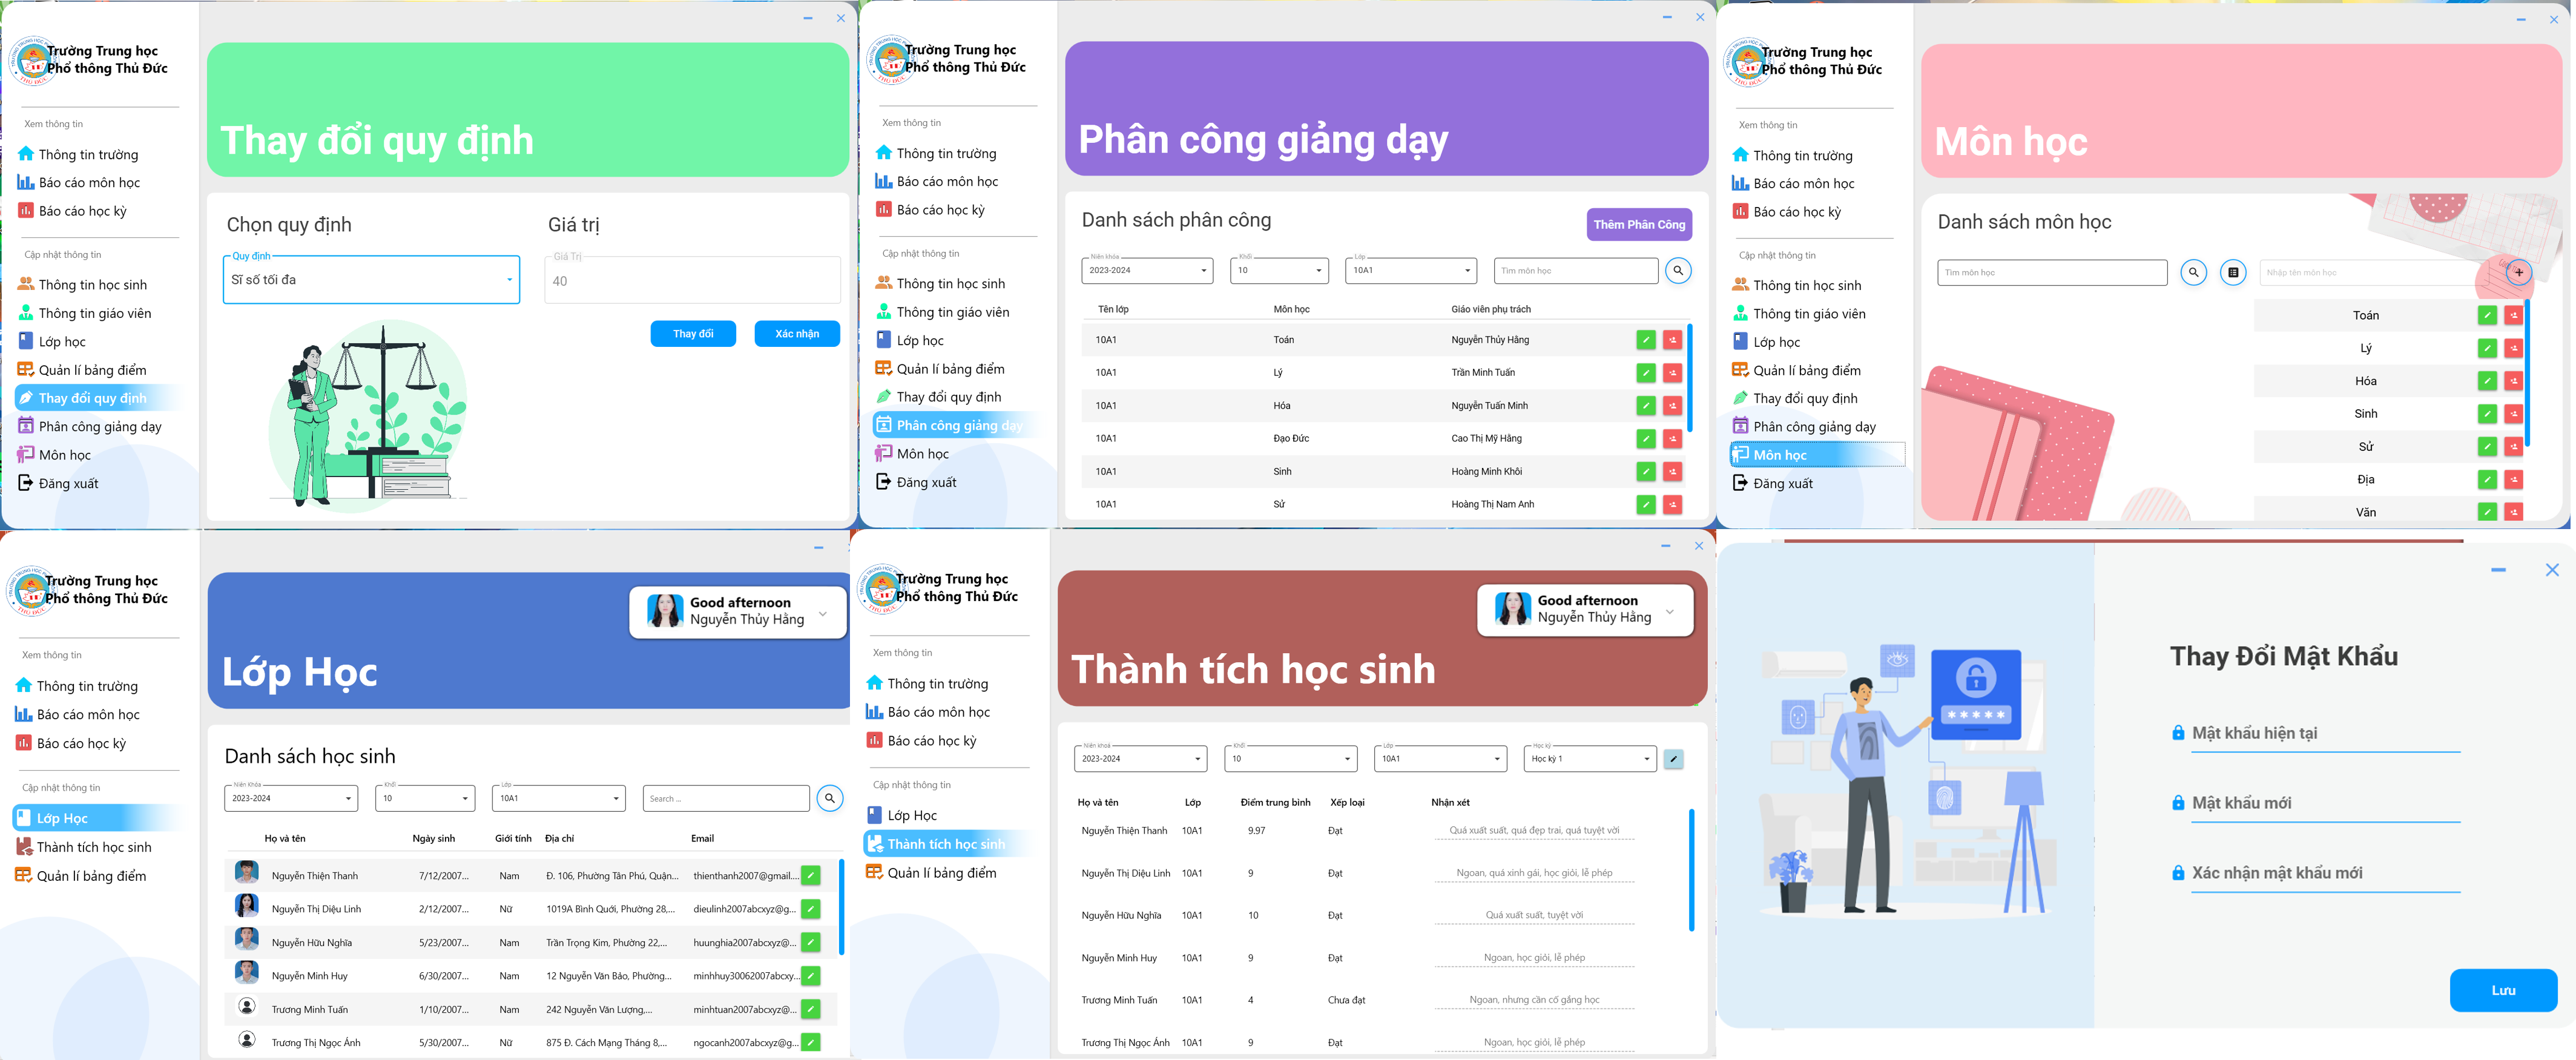 Trường Trung học
Phổ thông Thủ Đức
Xem thông tin
Thông tin trường
Báo cáo môn học
Báo cáo học kỳ
Cập nhật thông tin
Thông tin học sinh
Thông tin giáo viên
Lớp học
Quản lí bảng điểm
Thay đổi quy định
Phân công giảng dạy
Môn học
Đăng xuất
Thay đổi quy định
Chọn quy định
Giá trị
Quy định
Sĩ số tối đa
Giá Trị
40
Thay đổi
Xác nhận
Trường Trung học
Phổ thông Thủ Đức
Xem thông tin
Thông tin trường
Báo cáo môn học
Báo cáo học kỳ
Cập nhật thông tin
Thông tin học sinh
Thông tin giáo viên
Lớp học
Quản lí bảng điểm
Thay đổi quy định
Phân công giảng dạy
Môn học
Đăng xuất
Phân công giảng dạy
Danh sách phân công
Thêm Phân Công
Niên khóa
2023-2024
Khối
10
Lớp
10A1
Tìm môn học
Tên lớp Môn học Giáo viên phụ trách
10A1 Toán Nguyễn Thủy Hằng
10A1 Lý Trần Minh Tuấn
10A1 Hóa Nguyễn Tuấn Minh
10A1 Đạo Đức Cao Thị Mỹ Hằng
10A1 Sinh Hoàng Minh Khôi
10A1 Sử Hoàng Thị Nam Anh
Trường Trung học
Phổ thông Thủ Đức
Xem thông tin
Thông tin trường
Báo cáo môn học
Báo cáo học kỳ
Cập nhật thông tin
Thông tin học sinh
Thông tin giáo viên
Lớp học
Quản lí bảng điểm
Thay đổi quy định
Phân công giảng dạy
Môn học
Đăng xuất
Môn học
Danh sách môn học
Tìm môn học
Nhập tên môn học
Toán
Lý
Hóa
Sinh
Sử
Địa
Văn
Trường Trung học
Phổ thông Thủ Đức
Xem thông tin
Thông tin trường
Báo cáo môn học
Báo cáo học kỳ
Cập nhật thông tin
Lớp Học
Thành tích học sinh
Quản lí bảng điểm
Good afternoon
Nguyễn Thủy Hằng
Lớp Học
Danh sách học sinh
Niên Khóa
2023-2024
Khối
10
Lớp
10A1
Search ...
Họ và tên Ngày sinh Giới tính Địa chỉ Email
Nguyễn Thiện Thanh 7/12/2007... Nam Đ. 106, Phường Tân Phú, Quận... thienthanh2007@gmail....
Nguyễn Thị Diệu Linh 2/12/2007... Nữ 1019A Bình Quới, Phường 28,... dieulinh2007abcxyz@g...
Nguyễn Hữu Nghĩa 5/23/2007... Nam Trần Trọng Kim, Phường 22,... huunghia2007abcxyz@...
Nguyễn Minh Huy 6/30/2007... Nam 12 Nguyễn Văn Bảo, Phường... minhhuy30062007abcxy...
Trương Minh Tuấn 1/10/2007... Nam 242 Nguyễn Văn Lượng,... minhtuan2007abcxyz@...
Trương Thị Ngọc Ánh 5/30/2007... Nữ 875 Đ. Cách Mạng Tháng 8,... ngocanh2007abcxyz@g...
Trường Trung học
Phổ thông Thủ Đức
Xem thông tin
Thông tin trường
Báo cáo môn học
Báo cáo học kỳ
Cập nhật thông tin
Lớp Học
Thành tích học sinh
Quản lí bảng điểm
Good afternoon
Nguyễn Thủy Hằng
Thành tích học sinh
Niên khoá
2023-2024
Khối
10
Lớp
10A1
Học kỳ
Học kỳ 1
Họ và tên Lớp Điểm trung bình Xếp loại Nhận xét
Nguyễn Thiện Thanh 10A1 9.97 Đạt Quá xuất suất, quá đẹp trai, quá tuyệt vời
Nguyễn Thị Diệu Linh 10A1 9 Đạt Ngoan, quá xinh gái, học giỏi, lễ phép
Nguyễn Hữu Nghĩa 10A1 10 Đạt Quá xuất suất, tuyệt vời
Nguyễn Minh Huy 10A1 9 Đạt Ngoan, học giỏi, lễ phép
Trương Minh Tuấn 10A1 4 Chưa đạt Ngoan, nhưng cần cố gắng học
Trương Thị Ngọc Ánh 10A1 9 Đạt Ngoan, học giỏi, lễ phép
Thay Đổi Mật Khẩu
Mật khẩu hiện tại
Mật khẩu mới
Xác nhận mật khẩu mới
Lưu